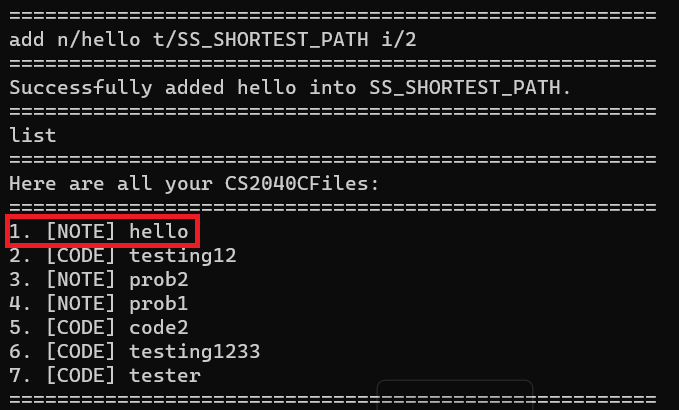 ======================================================
add n/hello t/SS_SHORTEST_PATH i/2
======================================================
Successfully added hello into SS_SHORTEST_PATH.
======================================================
list
======================================================
Here are all your CS2040CFiles:
======================================================
1. [NOTE] hello
2. [CODE] testing12
3. [NOTE] prob2
4. [NOTE] prob1
5. [CODE] code2
6. [CODE] testing1233
7. [CODE] tester
======================================================